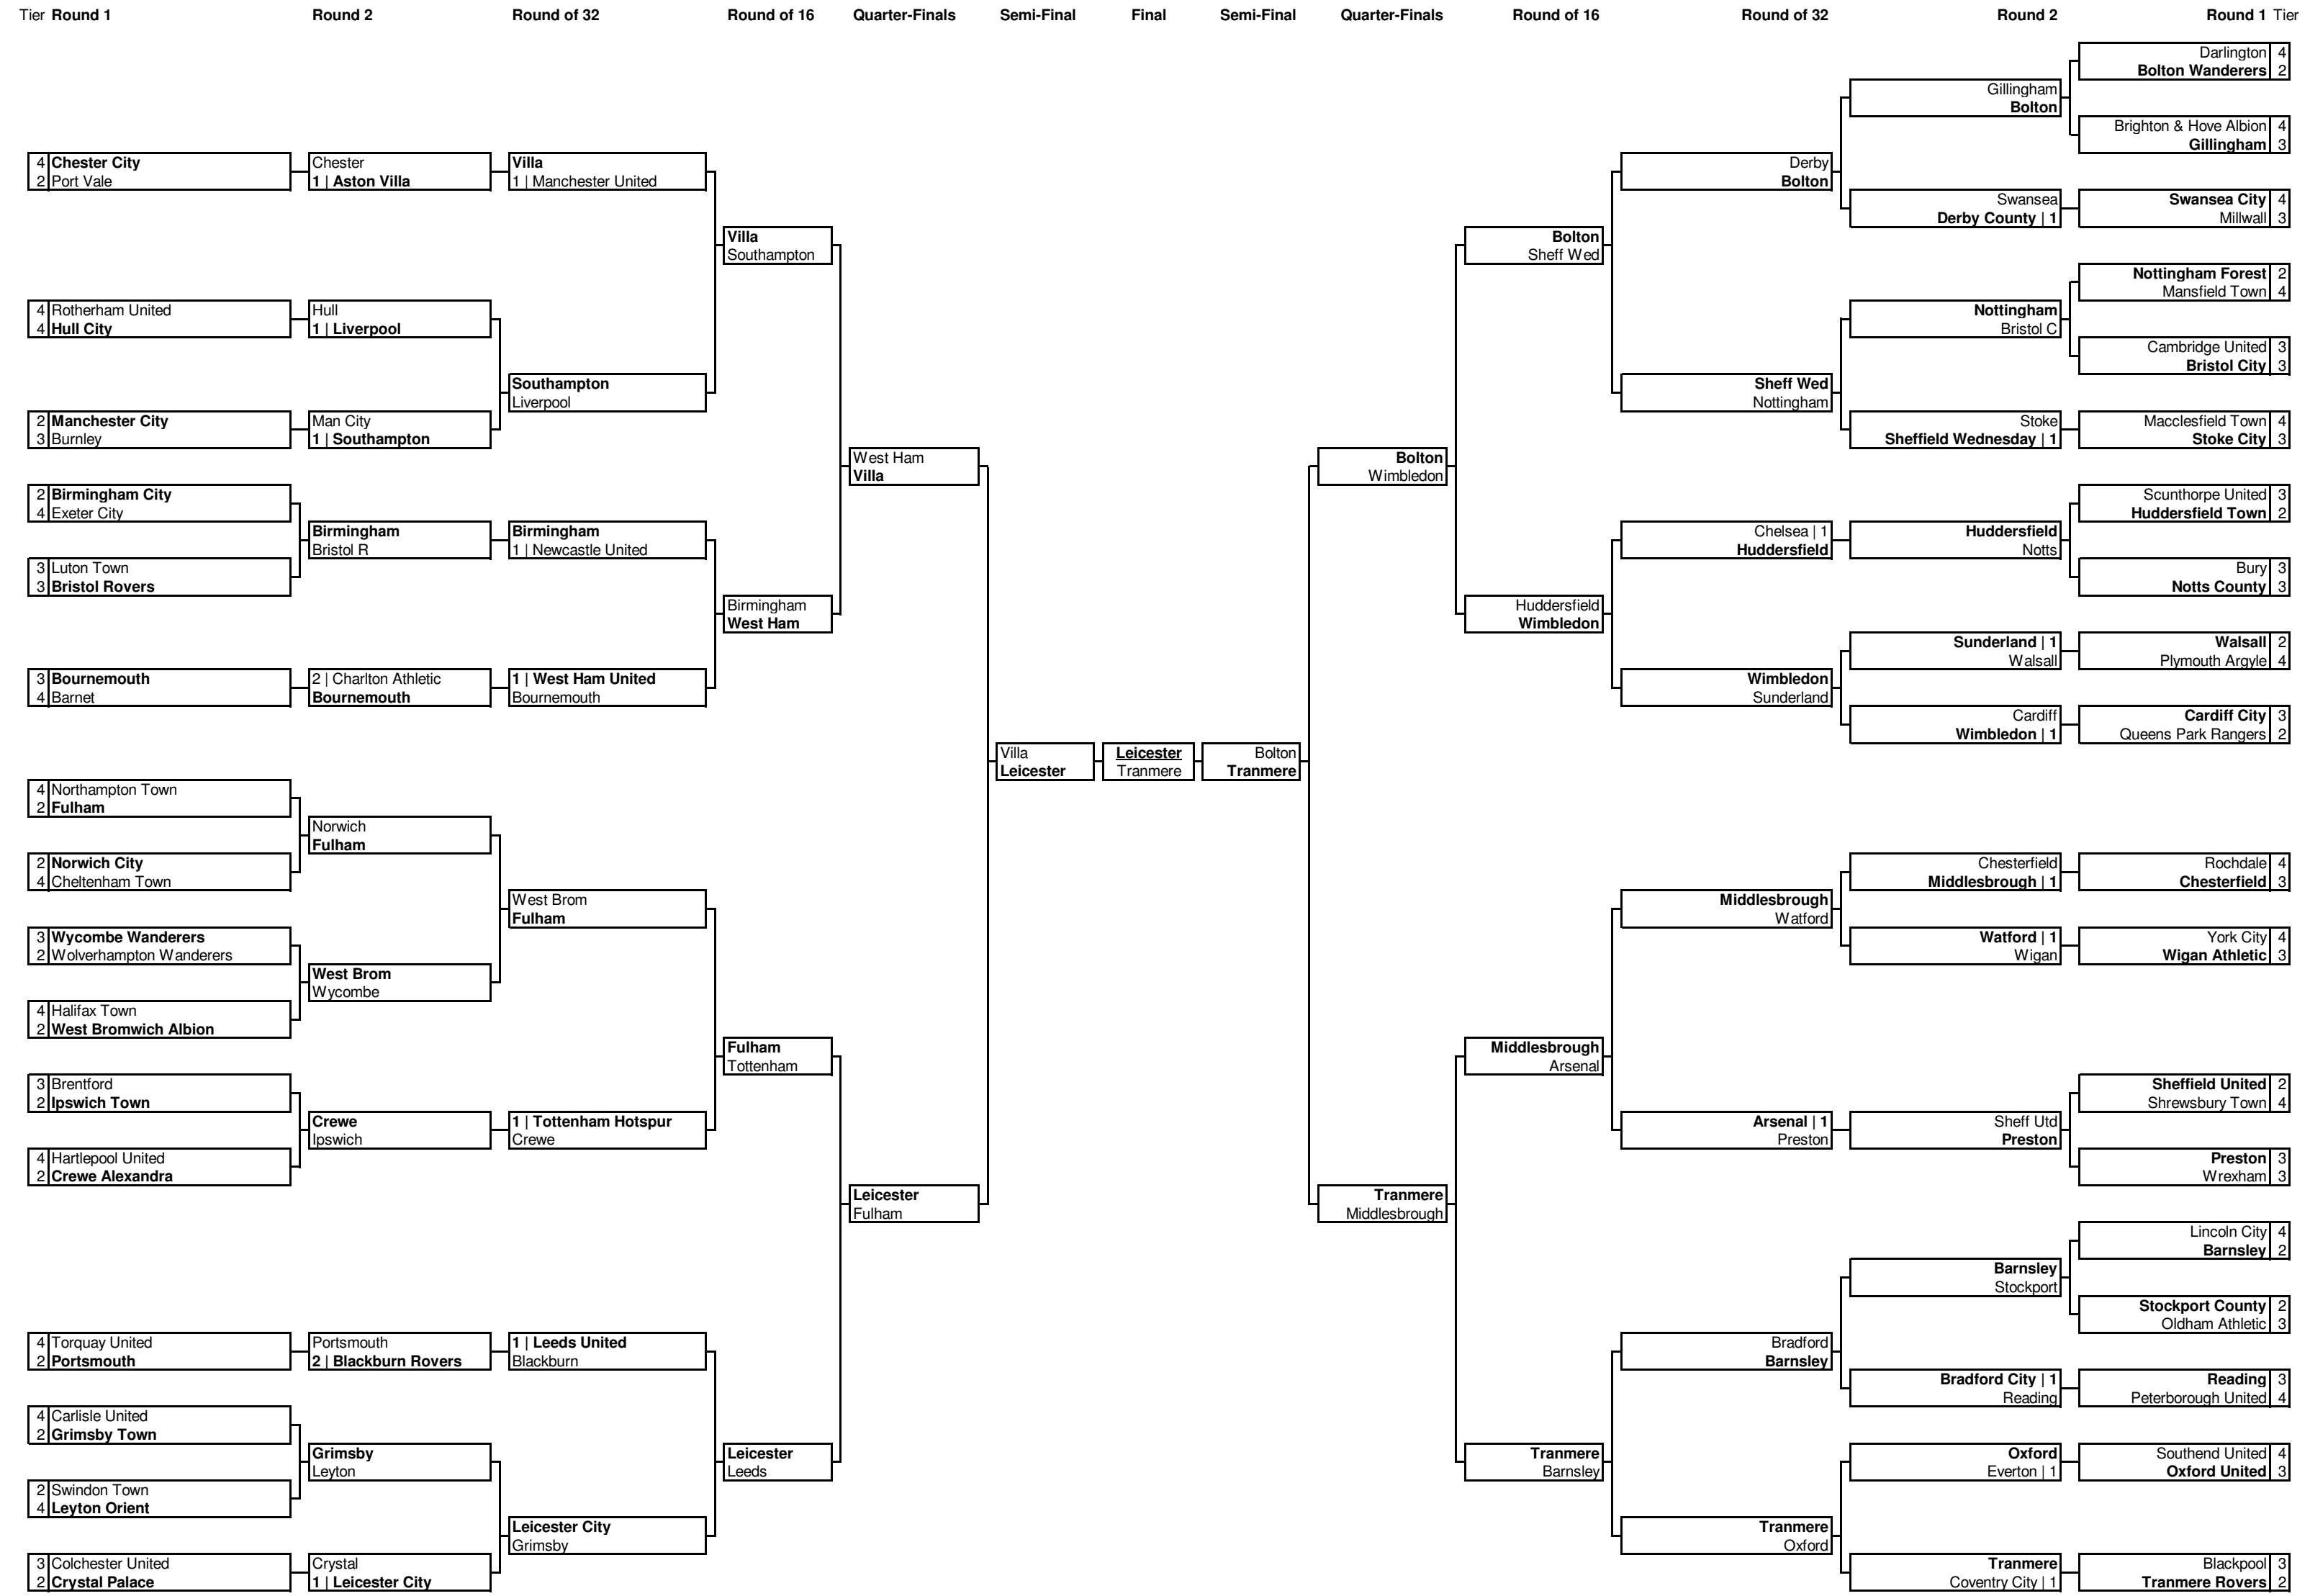 Tier Round 1 Round 2 Round of 32 Round of 16 Quarter-Finals Semi-Final Final Semi-Final Quarter-Finals Round of 16 Round of 32 Round 2 Round 1 Tier
4 Chester City
2 Port Vale
4 Rotherham United
4 Hull City
2 Manchester City
3 Burnley
2 Birmingham City
4 Exeter City
3 Luton Town
3 Bristol Rovers
3 Bournemouth
4 Barnet
4 Northampton Town
2 Fulham
2 Norwich City
4 Cheltenham Town
3 Wycombe Wanderers
2 Wolverhampton Wanderers
4 Halifax Town
2 West Bromwich Albion
3 Brentford
2 Ipswich Town
4 Hartlepool United
2 Crewe Alexandra
4 Torquay United
2 Portsmouth
4 Carlisle United
2 Grimsby Town
2 Swindon Town
4 Leyton Orient
3 Colchester United
2 Crystal Palace
Chester
1 | Aston Villa
Hull
1 | Liverpool
Man City
1 | Southampton
Birmingham
Bristol R
2 | Charlton Athletic
Bournemouth
Norwich
Fulham
West Brom
Wycombe
Crewe
Ipswich
Portsmouth
2 | Blackburn Rovers
Grimsby
Leyton
Crystal
1 | Leicester City
Villa
1 | Manchester United
Southampton
Liverpool
Birmingham
1 | Newcastle United
1 | West Ham United
Bournemouth
West Brom
Fulham
1 | Tottenham Hotspur
Crewe
1 | Leeds United
Blackburn
Leicester City
Grimsby
Villa
Southampton
Birmingham
West Ham
Fulham
Tottenham
Leicester
Leeds
West Ham
Villa
Leicester
Fulham
Villa
Leicester
Leicester
Tranmere
Bolton
Tranmere
Bolton
Wimbledon
Tranmere
Middlesbrough
Bolton
Sheff Wed
Huddersfield
Wimbledon
Middlesbrough
Arsenal
Tranmere
Barnsley
Derby
Bolton
Sheff Wed
Nottingham
Chelsea | 1
Huddersfield
Wimbledon
Sunderland
Middlesbrough
Watford
Arsenal | 1
Preston
Bradford
Barnsley
Tranmere
Oxford
Gillingham
Bolton
Swansea
Derby County | 1
Nottingham
Bristol C
Stoke
Sheffield Wednesday | 1
Huddersfield
Notts
Sunderland | 1
Walsall
Cardiff
Wimbledon | 1
Chesterfield
Middlesbrough | 1
Watford | 1
Wigan
Sheff Utd
Preston
Barnsley
Stockport
Bradford City | 1
Reading
Oxford
Everton | 1
Tranmere
Coventry City | 1
Darlington 4
Bolton Wanderers 2
Brighton & Hove Albion 4
Gillingham 3
Swansea City 4
Millwall 3
Nottingham Forest 2
Mansfield Town 4
Cambridge United 3
Bristol City 3
Macclesfield Town 4
Stoke City 3
Scunthorpe United 3
Huddersfield Town 2
Bury 3
Notts County 3
Walsall 2
Plymouth Argyle 4
Cardiff City 3
Queens Park Rangers 2
Rochdale 4
Chesterfield 3
York City 4
Wigan Athletic 3
Sheffield United 2
Shrewsbury Town 4
Preston 3
Wrexham 3
Lincoln City 4
Barnsley 2
Stockport County 2
Oldham Athletic 3
Reading 3
Peterborough United 4
Southend United 4
Oxford United 3
Blackpool 3
Tranmere Rovers 2